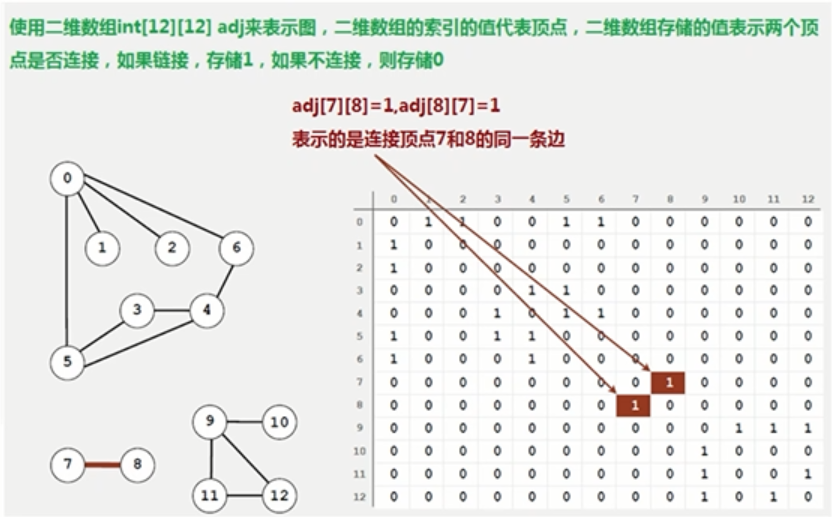 使用二维数组int[12][12] adj来表示图，二维数组的索引的值代表顶点，二维数组存储的值表示两个顶
点是否连接，如果链接，存储1，如果不连接，则存储0
adj[7][8]=1,adj[8][7]=1
表示的是连接顶点7和8的同一条边
0
1 2 6
3 4
5
9 10
7 8
11 12
0 1 2 3 4 5 6 7 8 9 10 11 12
0 0 1 1 0 0 1 1 0 0 0 0 0 0
1 1 0 0 0 0 0 0 0 0 0 0 0 0
2 1 0 0 0 0 0 0 0 0 0 0 0 0
3 0 0 0 0 1 1 0 0 0 0 0 0 0
4 0 0 0 1 0 1 1 0 0 0 0 0 0
5 1 0 0 1 1 0 0 0 0 0 0 0 0
6 1 0 0 0 1 0 0 0 0 0 0 0 0
7 0 0 0 0 0 0 0 0 1 0 0 0 0
8 0 0 0 0 0 0 0 1 0 0 0 0 0
9 0 0 0 0 0 0 0 0 0 0 1 1 1
10 0 0 0 0 0 0 0 0 0 1 0 0 0
11 0 0 0 0 0 0 0 0 0 1 0 0 1
12 0 0 0 0 0 0 0 0 0 1 0 1 0